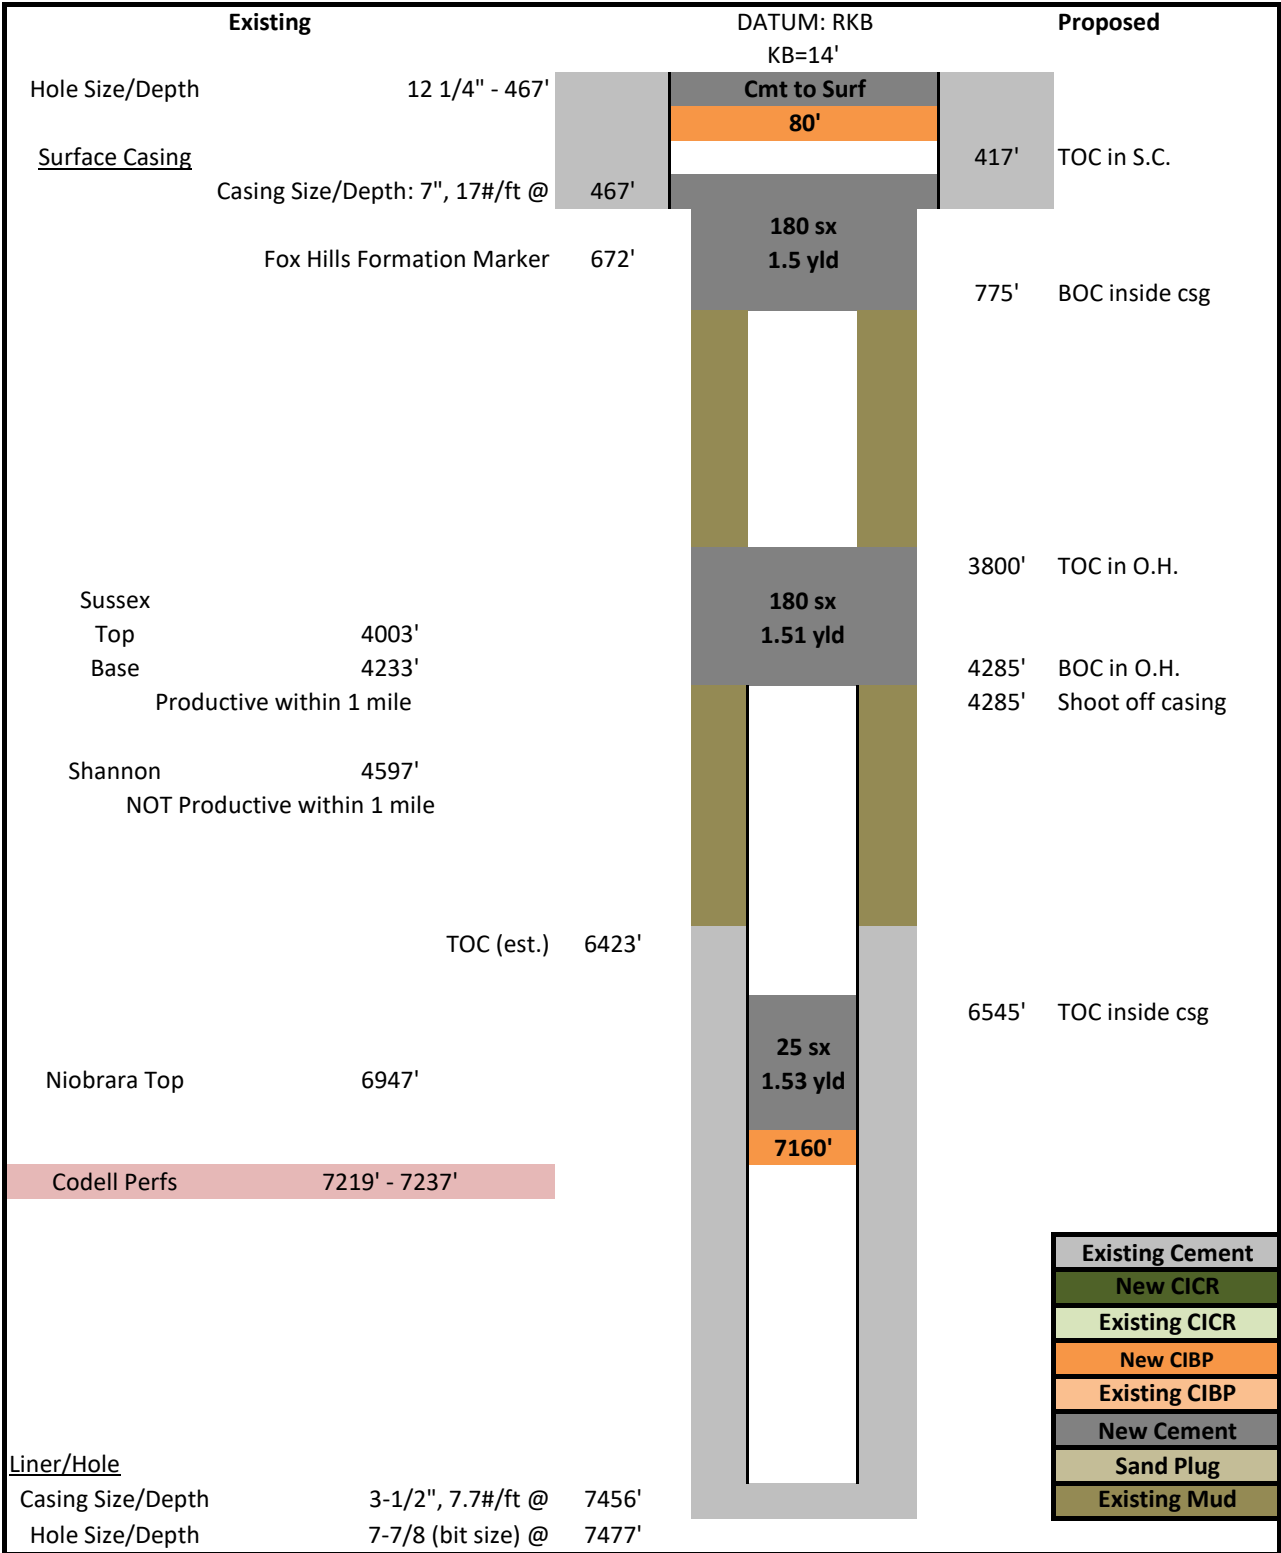 Existing DATUM: RKB Proposed
KB=14'
Hole Size/Depth 12 1/4" - 467' Cmt to Surf
80'
Surface Casing 417' TOC in S.C.
Casing Size/Depth: 7", 17#/ft @ 467'
180 sx
Fox Hills Formation Marker 672' 1.5 yld
775' BOC inside csg
3800' TOC in O.H.
Sussex 180 sx
Top 4003' 1.51 yld
Base 4233' 4285' BOC in O.H.
Productive within 1 mile 4285' Shoot off casing
Shannon 4597'
NOT Productive within 1 mile
TOC (est.) 6423'
6545' TOC inside csg
25 sx
Niobrara Top 6947' 1.53 yld
7160'
Codell Perfs 7219' - 7237'
Existing Cement
New CICR
Existing CICR
New CIBP
Existing CIBP
New Cement
Liner/Hole Sand Plug
Casing Size/Depth 3-1/2", 7.7#/ft @ 7456' Existing Mud
Hole Size/Depth 7-7/8 (bit size) @ 7477'